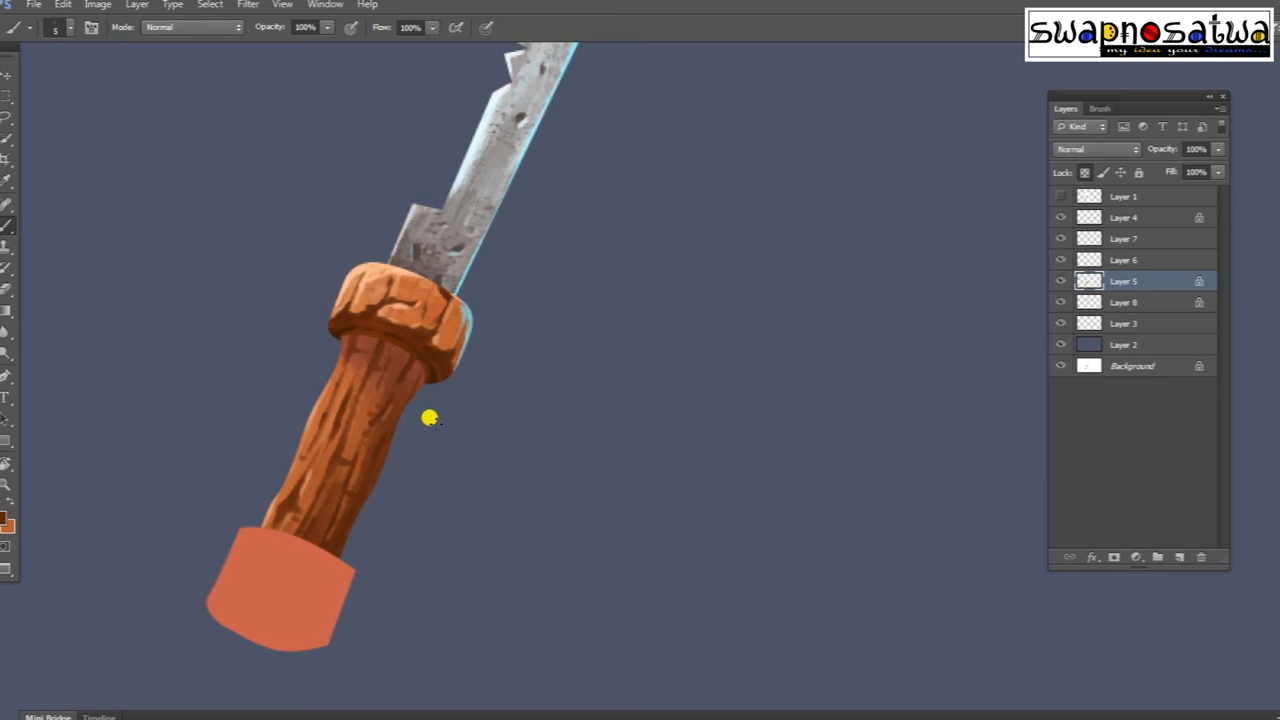 File Edit Image Layer Type Select Filter View Window Help
5 Mode: Normal Opacity: 100% Flow: 100%
swapnosatwa
my idea your dreams...
Layers Brush
Kind
Normal Opacity: 100%
Lock: Fill: 100%
Layer 1
Layer 4
Layer 7
Layer 6
Layer 5
Layer 8
Layer 3
Layer 2
Background
fx
Mini Bridge Timeline